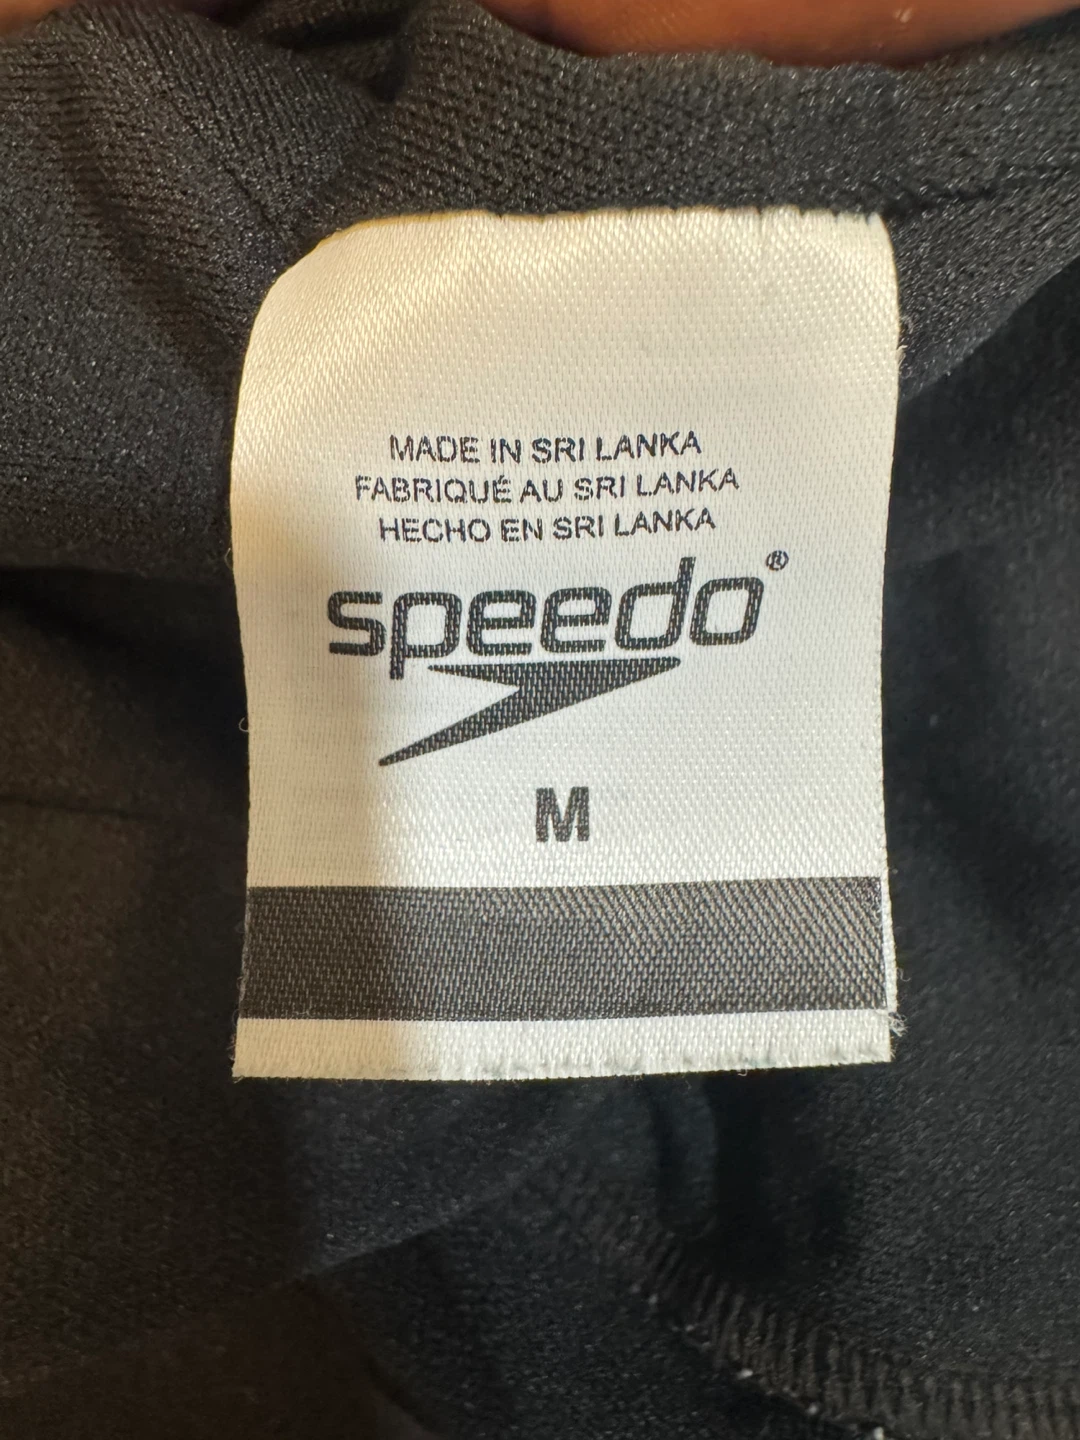 MADE IN SRI LANKA
FABRIQUÉ AU SRI LANKA
HECHO EN SRI LANKA
speedo®
M